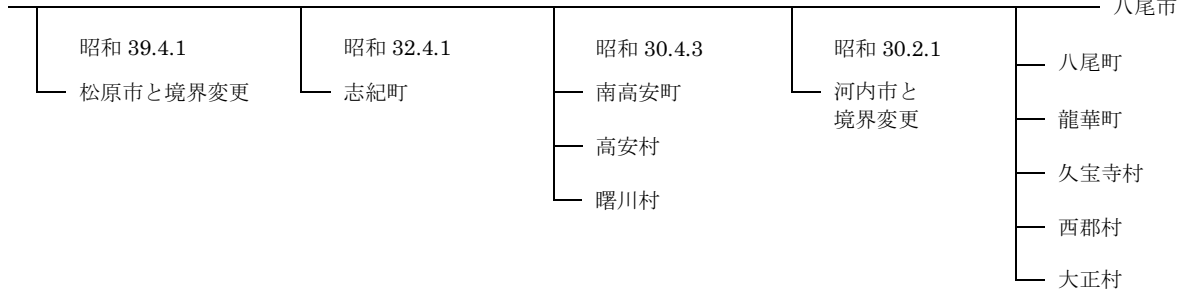 八尾市
昭和 39.4.1
松原市と境界変更
昭和 32.4.1
志紀町
昭和 30.4.3
南高安町
高安村
曙川村
昭和 30.2.1
河内市と
境界変更
八尾町
龍華町
久宝寺村
西郡村
大正村